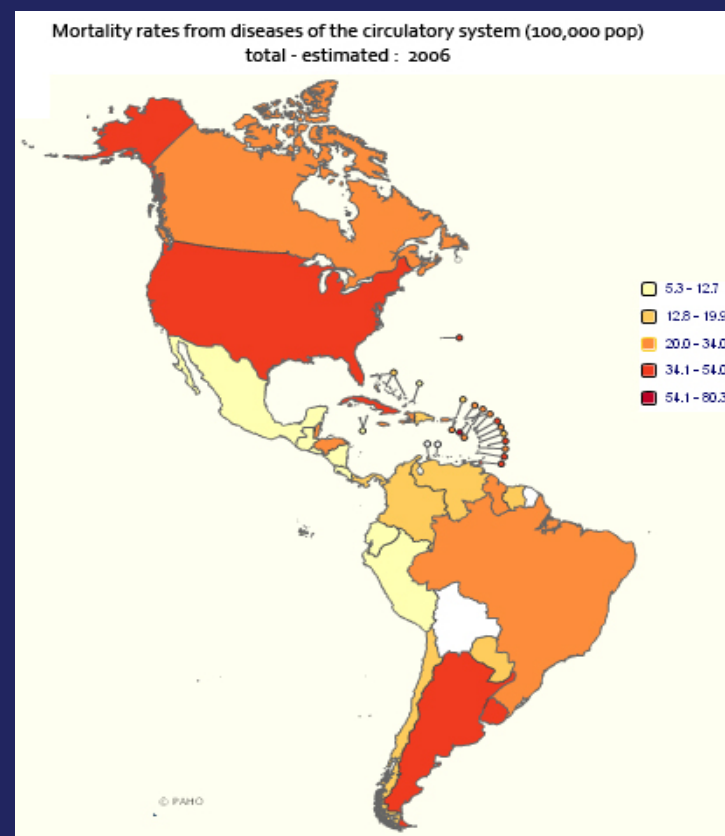 Mortality rates from diseases of the circulatory system (100,000 pop)
total - estimated : 2006
5.3 - 12.7
12.8 - 19.9
20.0 - 34.0
34.1 - 54.0
54.1 - 80.3
© PAHO